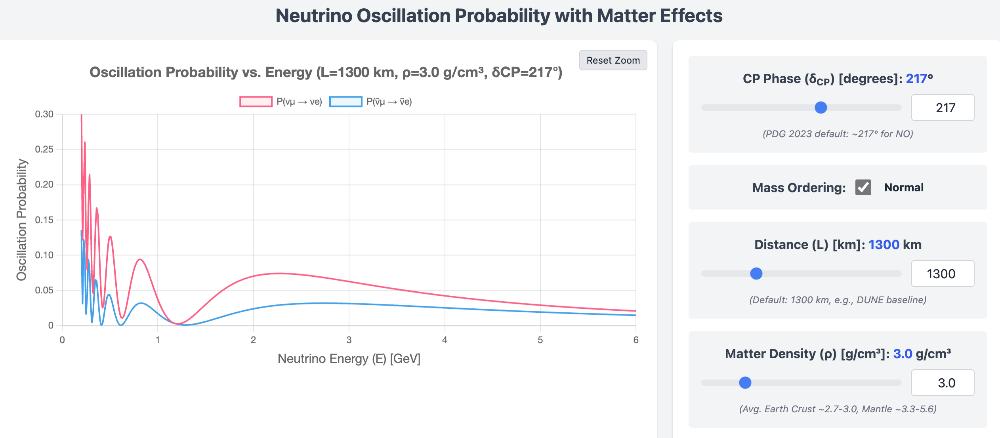 Neutrino Oscillation Probability with Matter Effects
Reset Zoom
Oscillation Probability vs. Energy (L=1300 km, ρ=3.0 g/cm³, δCP=217°)
P(νμ → νe) P(ν̄μ → ν̄e)
0.30
0.25
0.20
0.15
0.10
0.05
0
Oscillation Probability
0 1 2 3 4 5 6
Neutrino Energy (E) [GeV]
CP Phase (δCP) [degrees]: 217°
217
(PDG 2023 default: ~217° for NO)
Mass Ordering: Normal
Distance (L) [km]: 1300 km
1300
(Default: 1300 km, e.g., DUNE baseline)
Matter Density (ρ) [g/cm³]: 3.0 g/cm³
3.0
(Avg. Earth Crust ~2.7-3.0, Mantle ~3.3-5.6)